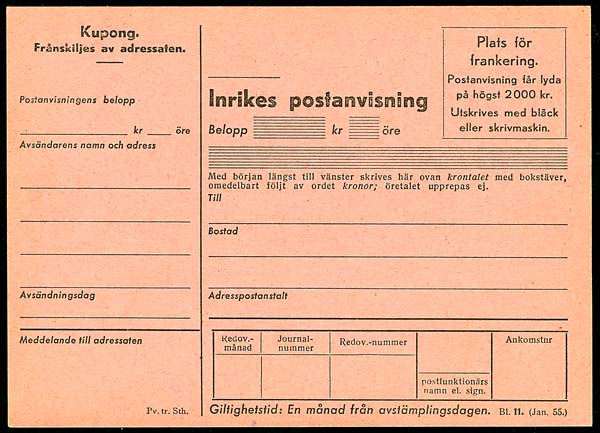 Kupong.
Frånskiljes av adressaten.
Postanvisningens belopp
kr öre
Avsändarens namn och adress
Avsändningsdag
Meddelande till adressaten
Pv. tr. Sth.
Plats för
frankering.
Postanvisning får lyda
på högst 2000 kr.
Utskrives med bläck
eller skrivmaskin.
Inrikes postanvisning
Belopp kr öre
Med början längst till vänster skrives här ovan krontalet med bokstäver,
omedelbart följt av ordet kronor; öretalet upprepas ej.
Till
Bostad
Adresspostanstalt
Redov.-
månad
Journal-
nummer
Redov.-nummer
postfunktionärs
namn el. sign.
Ankomstnr
Giltighetstid: En månad från avstämplingsdagen. Bl. 11. (Jan. 55.)